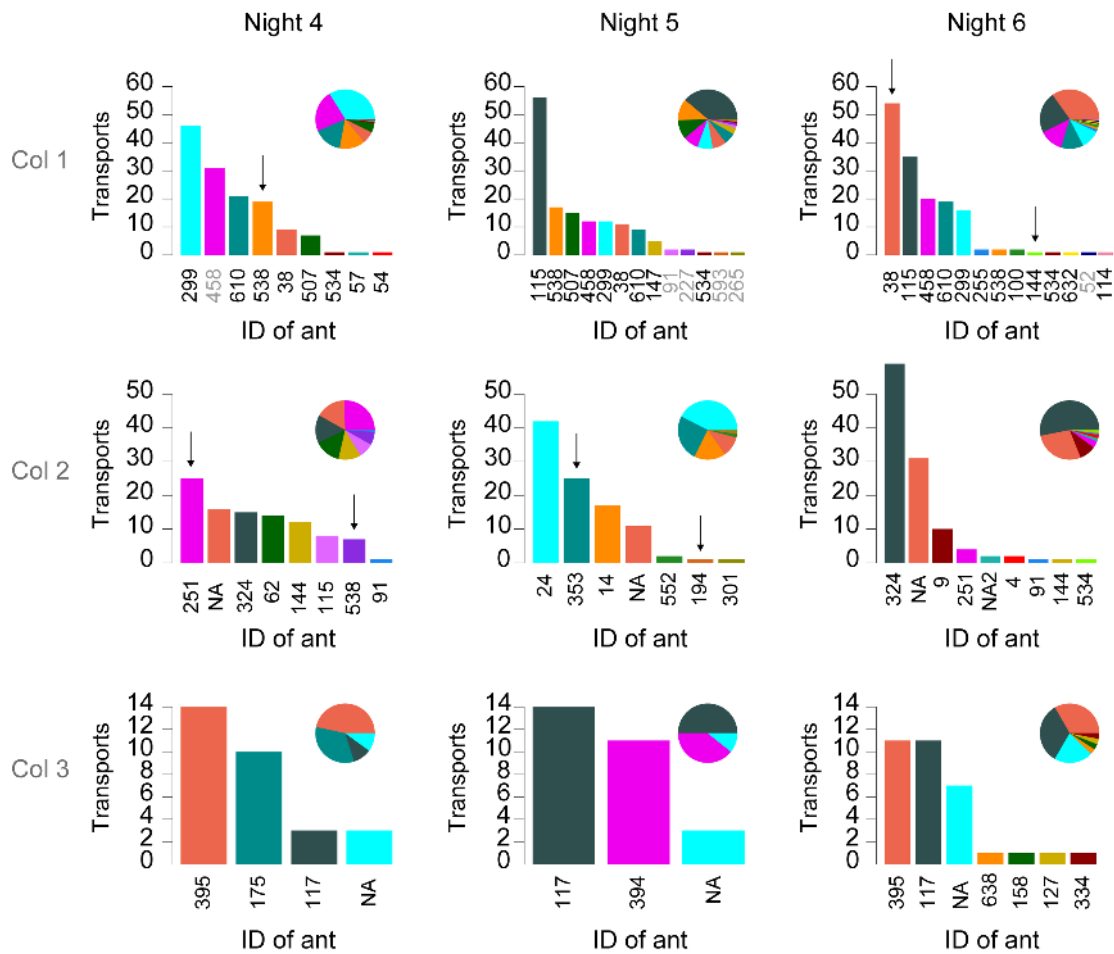 Night 4 Night 5 Night 6
Col 1
Transports
60
50
40
30
20
10
0
299 458 610 538 38 507 534 57 54
ID of ant
Transports
60
50
40
30
20
10
0
115 538 507 458 299 38 610 147 91 227 534 593 265
ID of ant
Transports
60
50
40
30
20
10
0
38 115 458 610 299 255 538 100 144 534 632 52 114
ID of ant
Col 2
Transports
50
40
30
20
10
0
251 NA 324 62 144 115 538 91
ID of ant
Transports
50
40
30
20
10
0
24 353 14 NA 552 194 301
ID of ant
Transports
50
40
30
20
10
0
324 NA 9 251 NA2 4 91 144 534
ID of ant
Col 3
Transports
14
12
10
8
6
4
2
0
395 175 117 NA
ID of ant
Transports
14
12
10
8
6
4
2
0
117 394 NA
ID of ant
Transports
14
12
10
8
6
4
2
0
395 117 NA 638 158 127 334
ID of ant